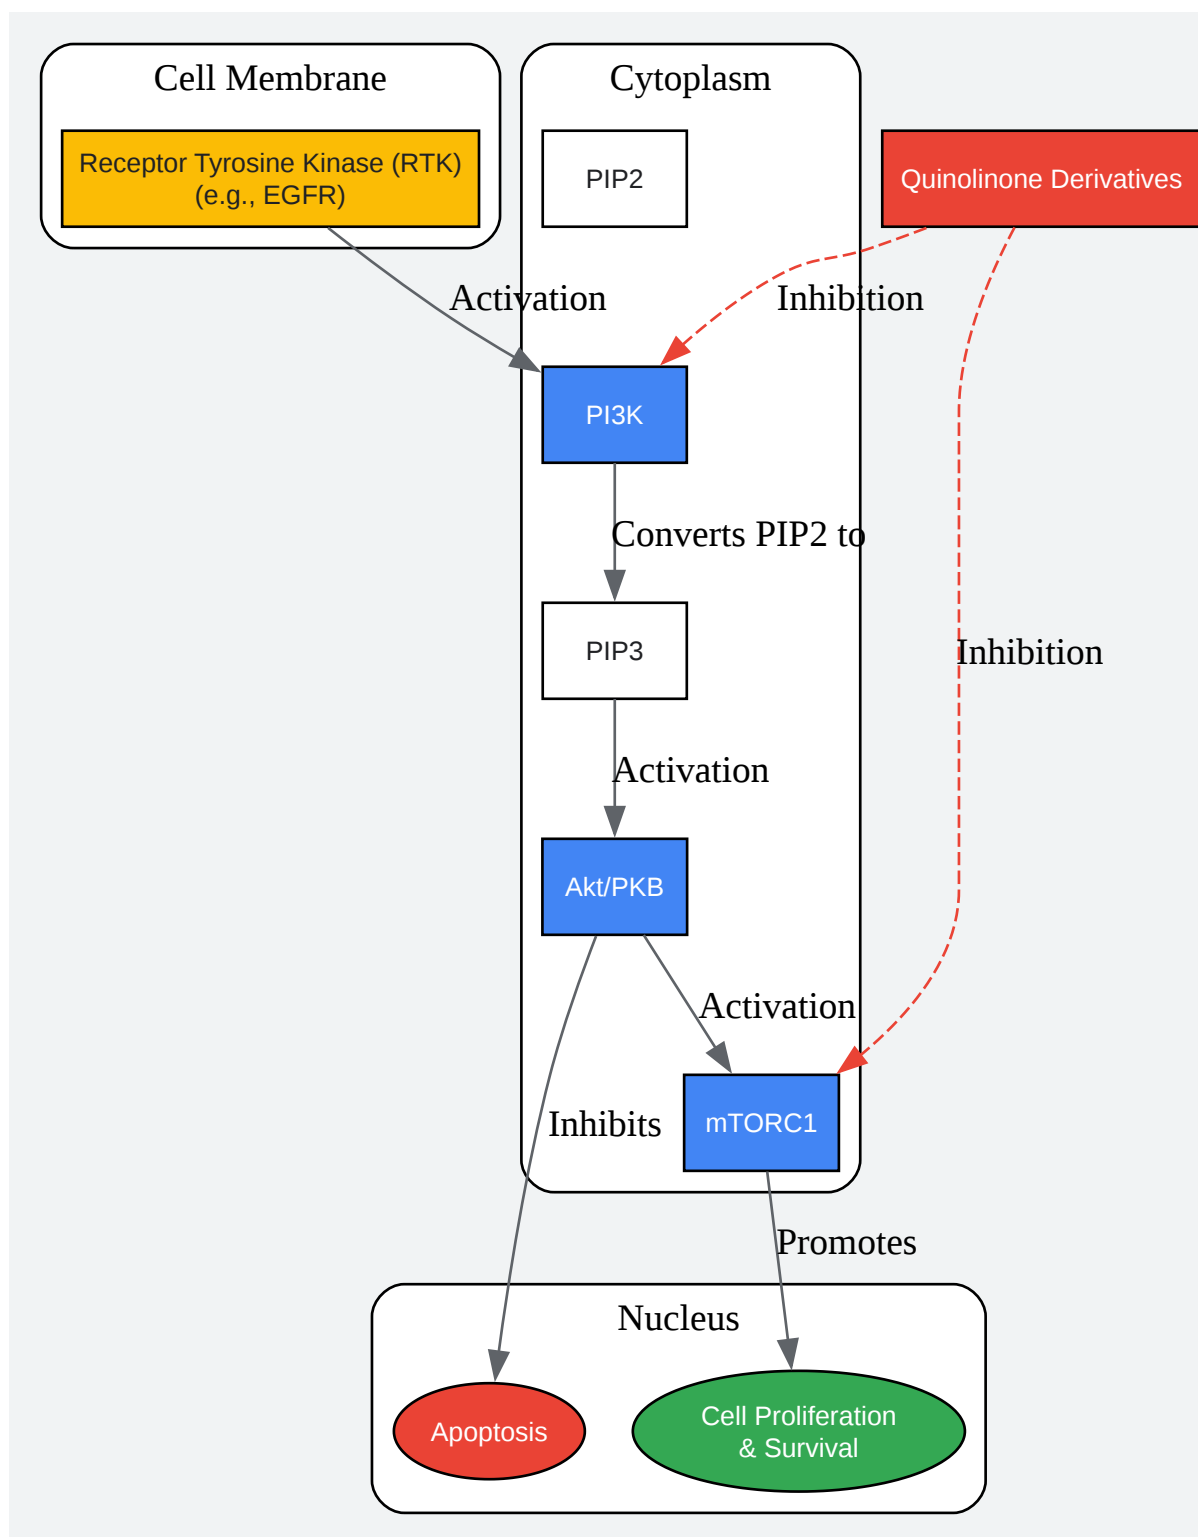 Cell Membrane
Cytoplasm
Receptor Tyrosine Kinase (RTK)
(e.g., EGFR)
PIP2
Quinolinone Derivatives
Activation
Inhibition
PI3K
Converts PIP2 to
PIP3
Inhibition
Activation
Akt/PKB
Activation
Inhibits
mTORC1
Promotes
Nucleus
Apoptosis
Cell Proliferation
& Survival